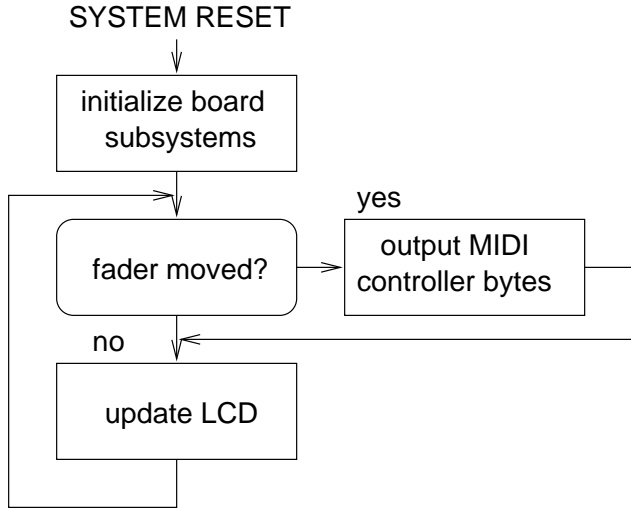 SYSTEM RESET
initialize board
subsystems
yes
fader moved?
output MIDI
controller bytes
no
update LCD